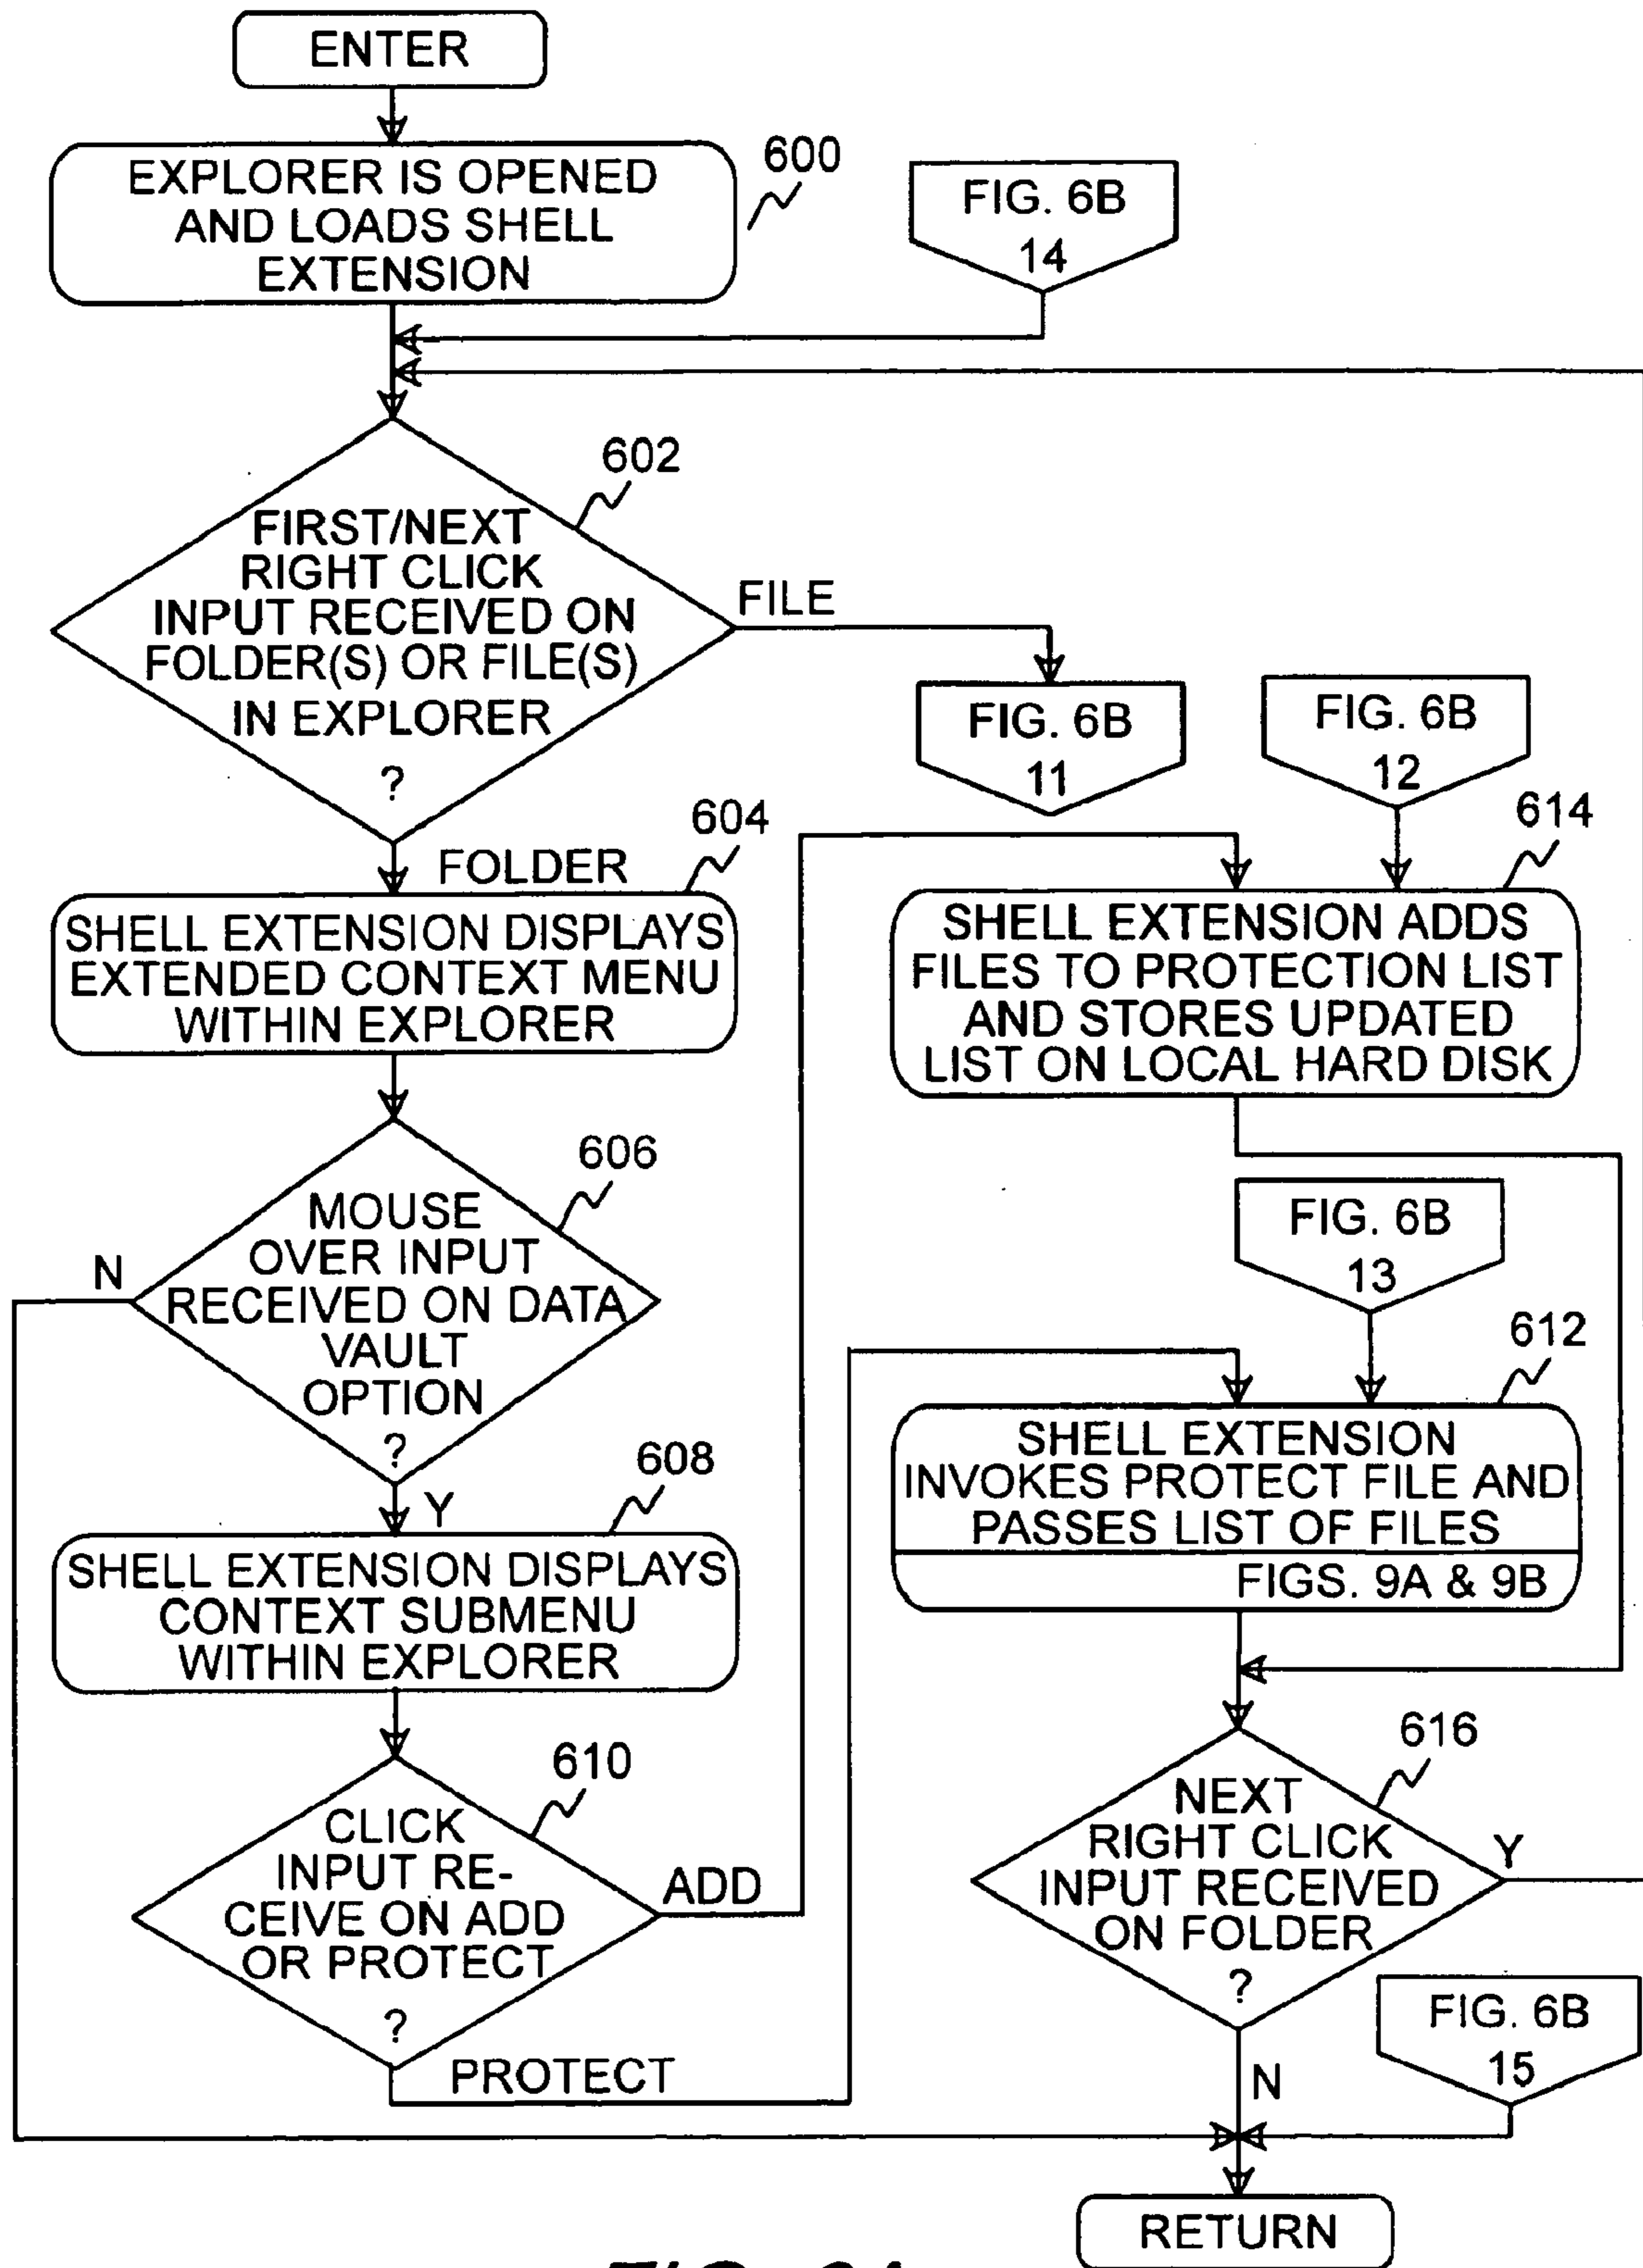 ENTER
EXPLORER IS OPENED
AND LOADS SHELL
EXTENSION
600
FIG. 6B
14
602
FIRST/NEXT
RIGHT CLICK
INPUT RECEIVED ON
FOLDER(S) OR FILE(S)
IN EXPLORER
?
FILE
FIG. 6B
11
FIG. 6B
12
FOLDER
604
SHELL EXTENSION DISPLAYS
EXTENDED CONTEXT MENU
WITHIN EXPLORER
614
SHELL EXTENSION ADDS
FILES TO PROTECTION LIST
AND STORES UPDATED
LIST ON LOCAL HARD DISK
606
MOUSE
OVER INPUT
RECEIVED ON DATA
VAULT
OPTION
?
N
Y
FIG. 6B
13
612
SHELL EXTENSION
INVOKES PROTECT FILE AND
PASSES LIST OF FILES
FIGS. 9A & 9B
608
SHELL EXTENSION DISPLAYS
CONTEXT SUBMENU
WITHIN EXPLORER
610
CLICK
INPUT RE-
CEIVE ON ADD
OR PROTECT
?
ADD
PROTECT
616
NEXT
RIGHT CLICK
INPUT RECEIVED
ON FOLDER
?
Y
N
FIG. 6B
15
RETURN